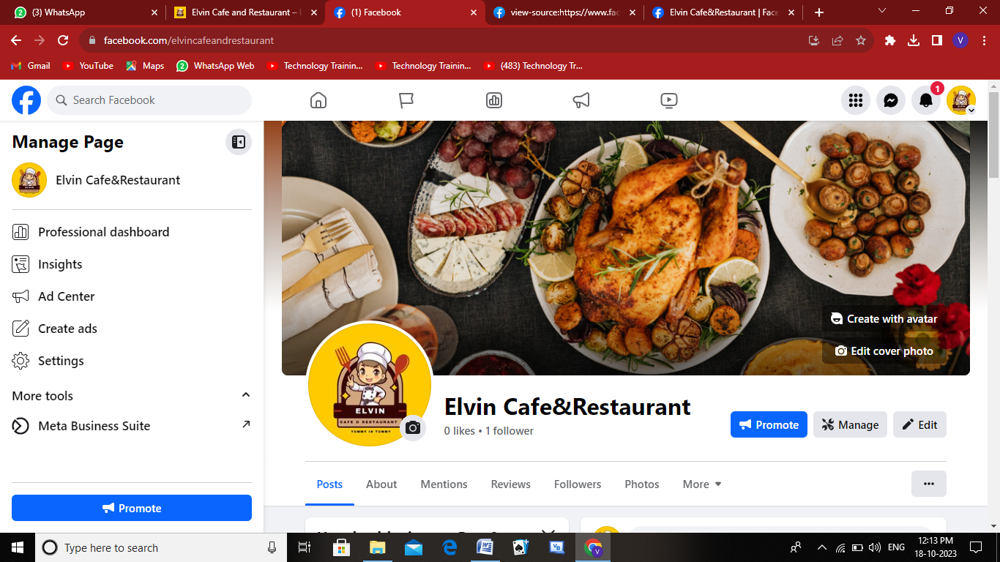 (3) WhatsApp
Elvin Cafe and Restaurant –
(1) Facebook
view-source:https://www.fac
Elvin Cafe&Restaurant | Face
facebook.com/elvincafeandrestaurant
V
Gmail
YouTube
Maps
WhatsApp Web
Technology Trainin...
Technology Trainin...
(483) Technology Tr...
Search Facebook
1
Manage Page
Elvin Cafe&Restaurant
Professional dashboard
Insights
Ad Center
Create ads
Settings
More tools
Meta Business Suite
Promote
Create with avatar
Edit cover photo
ELVIN
CAFE & RESTAURANT
YUMMY IN TUMMY
Elvin Cafe&Restaurant
0 likes • 1 follower
Promote
Manage
Edit
Posts
About
Mentions
Reviews
Followers
Photos
More
Type here to search
ENG
12:13 PM
18-10-2023